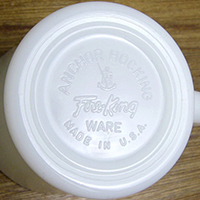 ANCHOR HOCKING
Fire-King
WARE
MADE IN U.S.A.